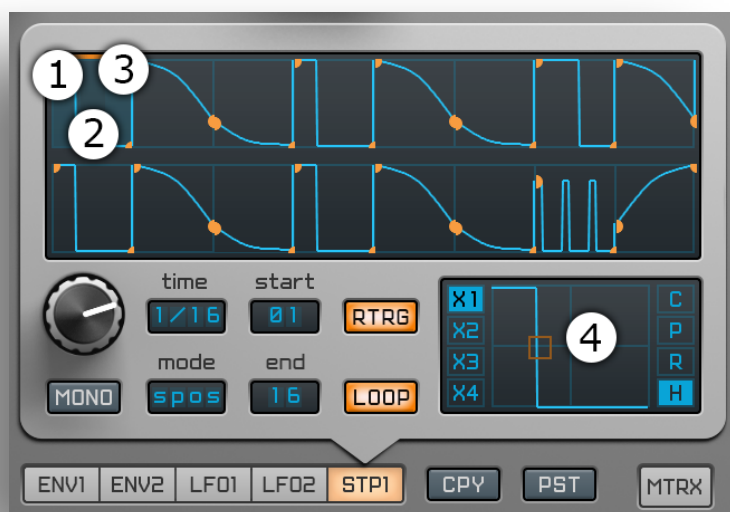 1 3
2
time start
1/16 01 RTRG
mode end
MONO spos 16 LOOP
X1 C
X2 4 P
X3 R
X4 H
ENV1 ENV2 LFO1 LFO2 STP1 CPY PST MTRX